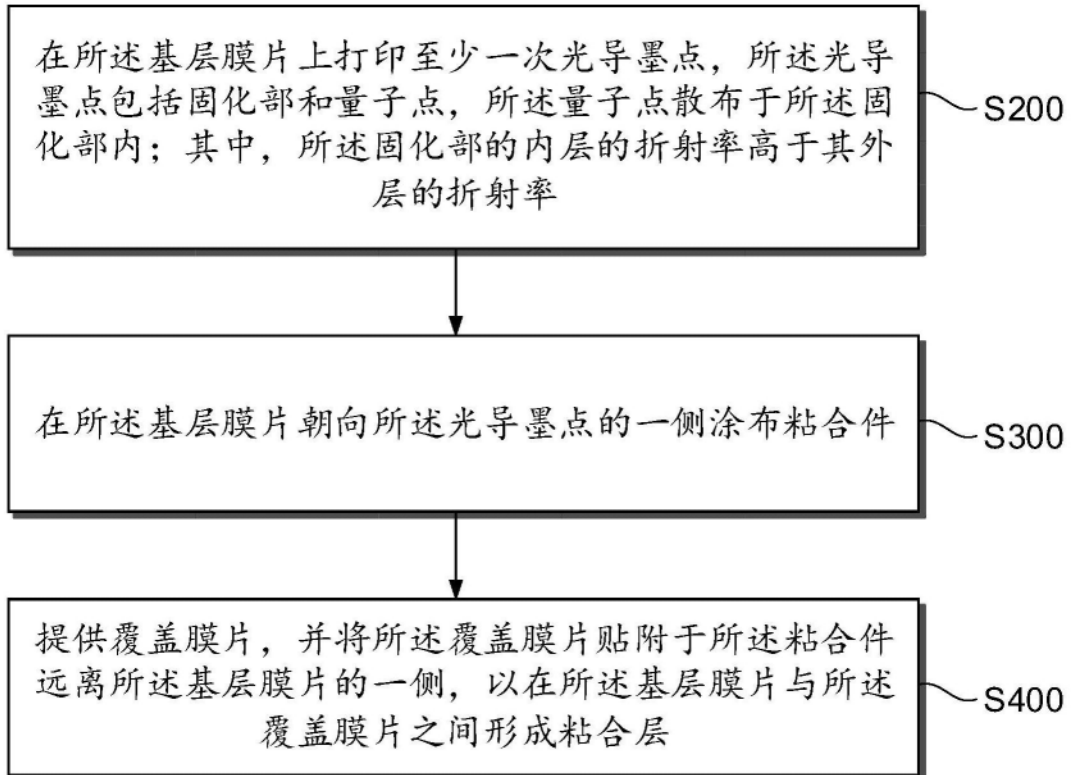 在所述基层膜片上打印至少一次光导墨点，所述光导
墨点包括固化部和量子点，所述量子点散布于所述固
化部内；其中，所述固化部的内层的折射率高于其外
层的折射率
S200
在所述基层膜片朝向所述光导墨点的一侧涂布粘合件
S300
提供覆盖膜片，并将所述覆盖膜片贴附于所述粘合件
远离所述基层膜片的一侧，以在所述基层膜片与所述
覆盖膜片之间形成粘合层
S400